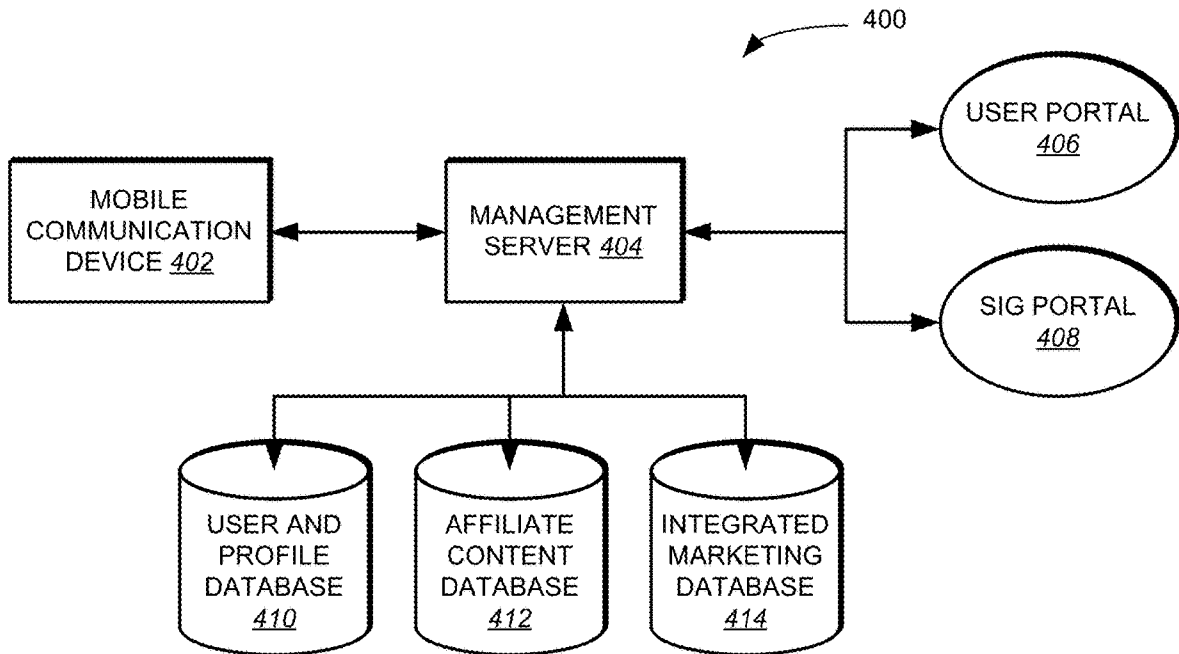 400
USER PORTAL
406
MOBILE
COMMUNICATION
DEVICE 402
MANAGEMENT
SERVER 404
SIG PORTAL
408
USER AND
PROFILE
DATABASE
410
AFFILIATE
CONTENT
DATABASE
412
INTEGRATED
MARKETING
DATABASE
414